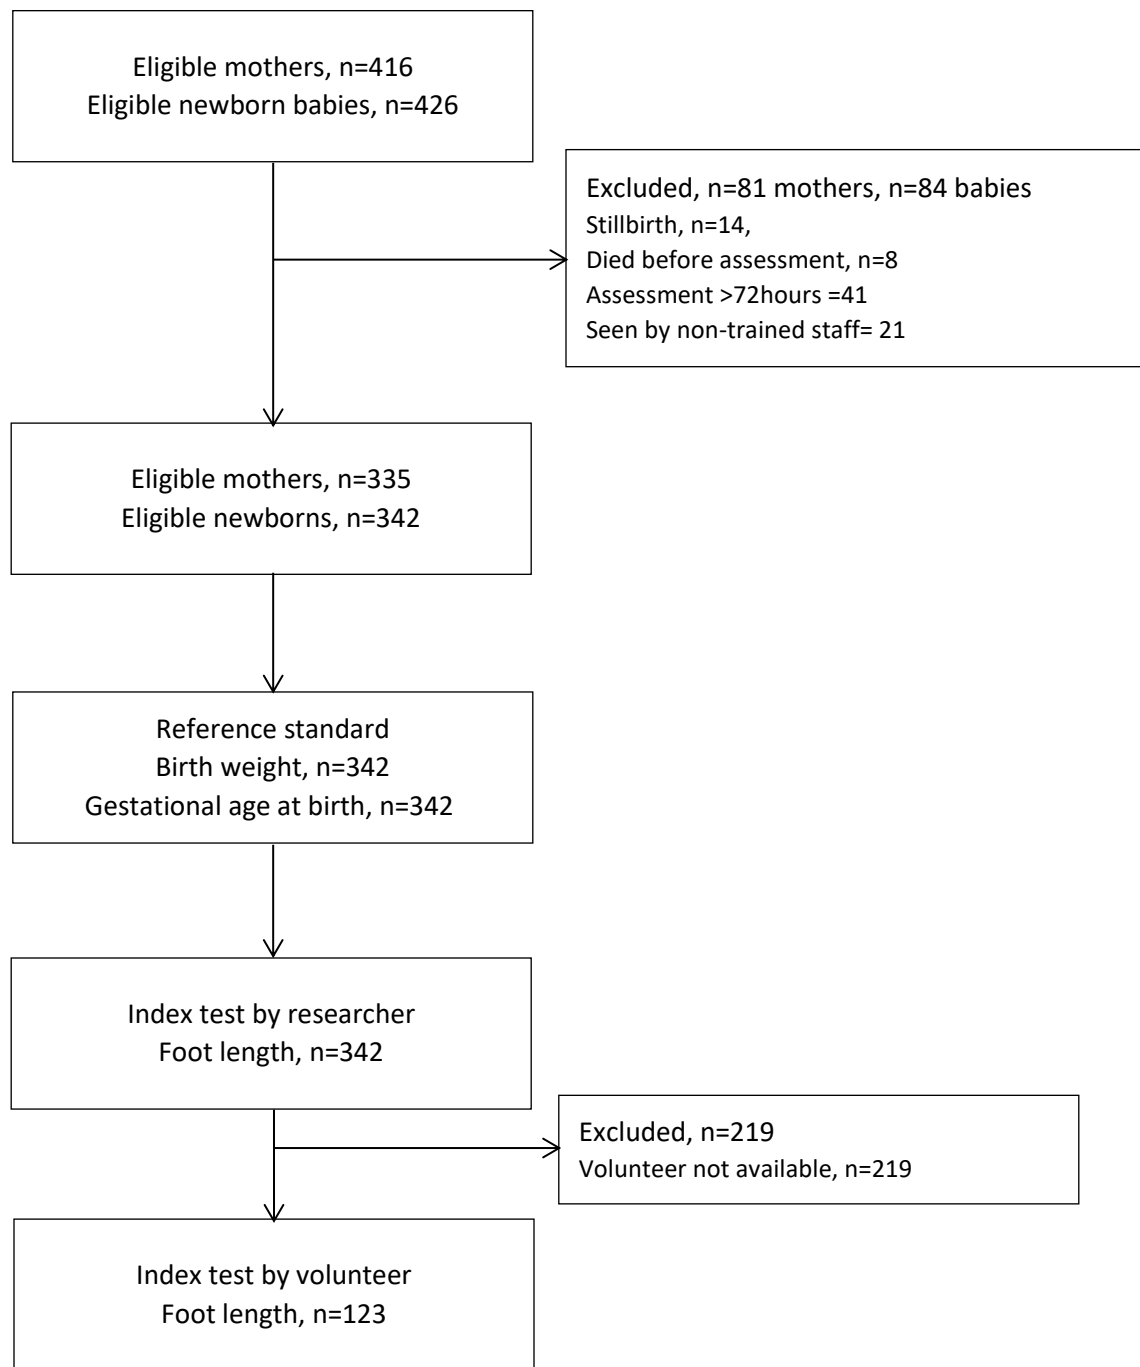 Eligible mothers, n=416
Eligible newborn babies, n=426
Excluded, n=81 mothers, n=84 babies
Stillbirth, n=14,
Died before assessment, n=8
Assessment >72hours =41
Seen by non-trained staff= 21
Eligible mothers, n=335
Eligible newborns, n=342
Reference standard
Birth weight, n=342
Gestational age at birth, n=342
Index test by researcher
Foot length, n=342
Excluded, n=219
Volunteer not available, n=219
Index test by volunteer
Foot length, n=123